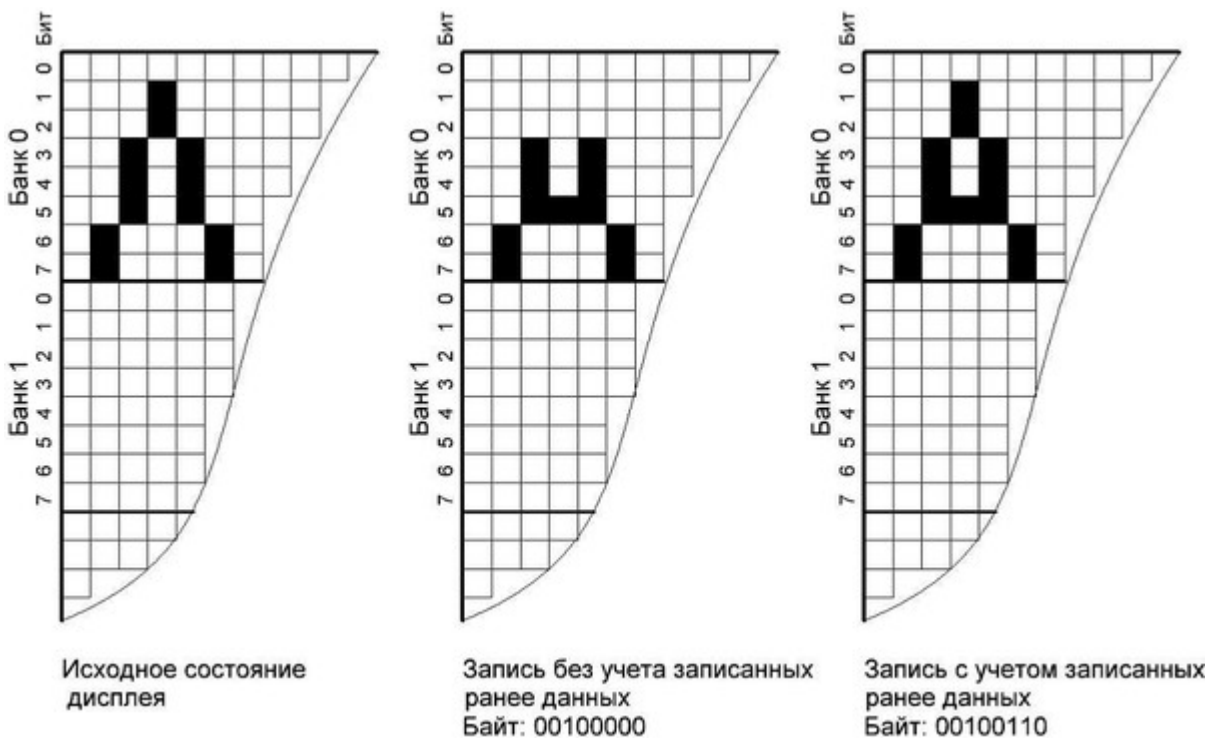 Бит
0
1
2
3
4
5
6
7
Банк 0
0
1
2
3
4
5
6
7
Банк 1
Исходное состояние
дисплея
Бит
0
1
2
3
4
5
6
7
Банк 0
0
1
2
3
4
5
6
7
Банк 1
Запись без учета записанных
ранее данных
Байт: 00100000
Бит
0
1
2
3
4
5
6
7
Банк 0
0
1
2
3
4
5
6
7
Банк 1
Запись с учетом записанных
ранее данных
Байт: 00100110